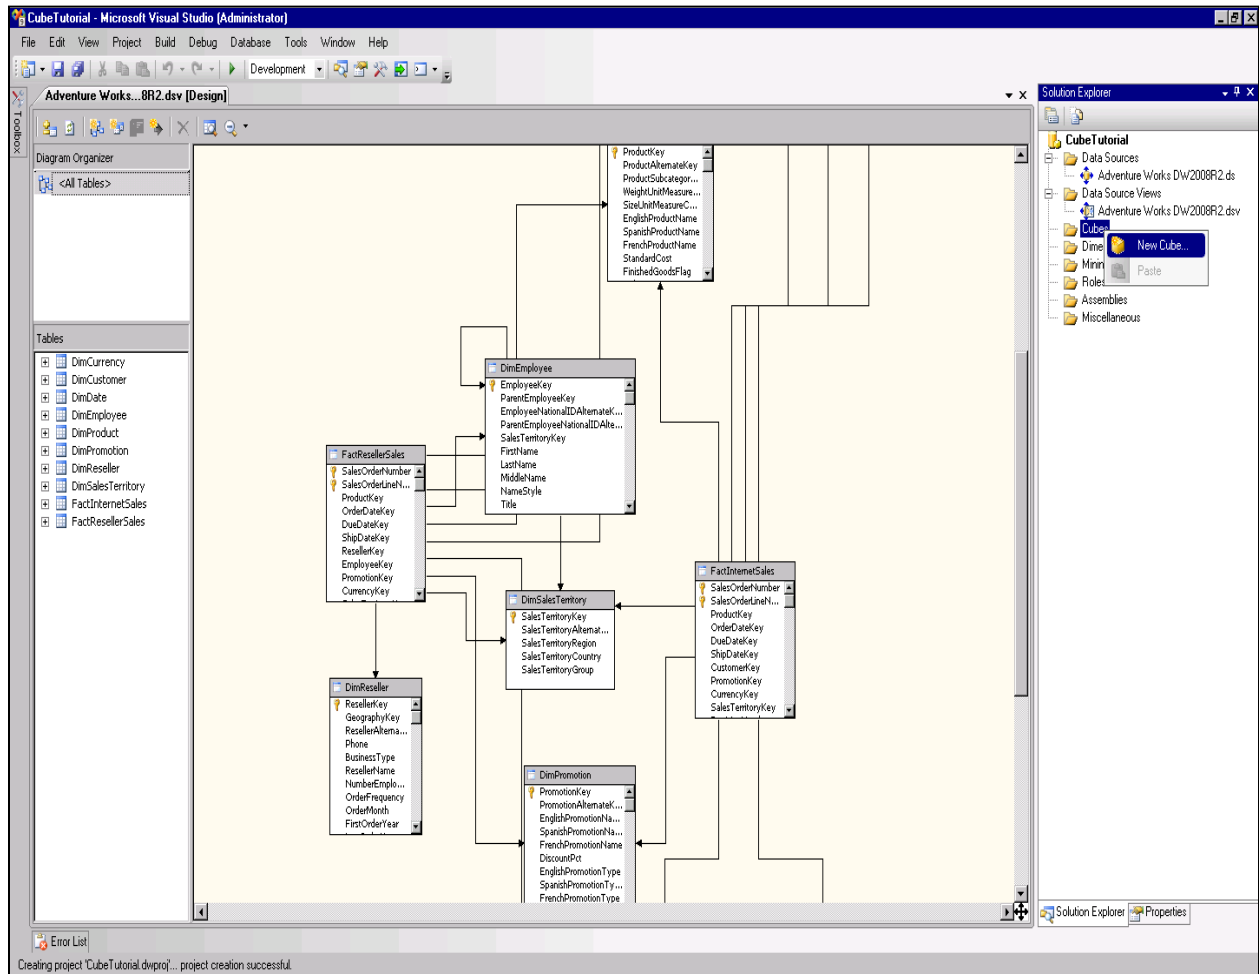 CubeTutorial - Microsoft Visual Studio (Administrator)
File Edit View Project Build Debug Database Tools Window Help
Development
Toolbox
Adventure Works...8R2.dsv [Design]
Diagram Organizer
<All Tables>
Tables
DimCurrency
DimCustomer
DimDate
DimEmployee
DimProduct
DimPromotion
DimReseller
DimSalesTerritory
FactInternetSales
FactResellerSales
ProductKey
ProductAlternateKey
ProductSubcategor...
WeightUnitMeasure...
SizeUnitMeasureC...
EnglishProductName
SpanishProductName
FrenchProductName
StandardCost
FinishedGoodsFlag
DimEmployee
EmployeeKey
ParentEmployeeKey
EmployeeNationalIDAlternateK...
ParentEmployeeNationalIDAlte...
SalesTerritoryKey
FirstName
LastName
MiddleName
NameStyle
Title
FactResellerSales
SalesOrderNumber
SalesOrderLineN...
ProductKey
OrderDateKey
DueDateKey
ShipDateKey
ResellerKey
EmployeeKey
PromotionKey
CurrencyKey
DimSalesTerritory
SalesTerritoryKey
SalesTerritoryAlternat...
SalesTerritoryRegion
SalesTerritoryCountry
SalesTerritoryGroup
FactInternetSales
SalesOrderNumber
SalesOrderLineN...
ProductKey
OrderDateKey
DueDateKey
ShipDateKey
CustomerKey
PromotionKey
CurrencyKey
SalesTerritoryKey
DimReseller
ResellerKey
GeographyKey
ResellerAlterna...
Phone
BusinessType
ResellerName
NumberEmplo...
OrderFrequency
OrderMonth
FirstOrderYear
DimPromotion
PromotionKey
PromotionAlternateK...
EnglishPromotionNa...
SpanishPromotionNa...
FrenchPromotionName
DiscountPct
EnglishPromotionType
SpanishPromotionTy...
FrenchPromotionType
Solution Explorer
CubeTutorial
Data Sources
Adventure Works DW2008R2.ds
Data Source Views
Adventure Works DW2008R2.dsv
Cubes
New Cube...
Paste
Dime
Minin
Roles
Assemblies
Miscellaneous
Solution Explorer
Properties
Error List
Creating project 'CubeTutorial.dwproj'... project creation successful.